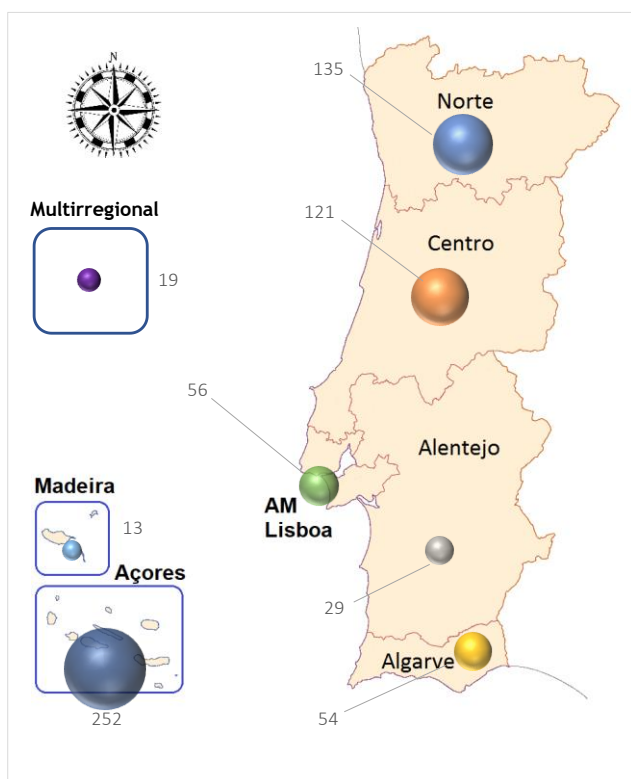 N
135
Norte
Multirregional
121
Centro
19
56
Alentejo
Madeira
13
AM
Lisboa
Açores
29
Algarve
252
54